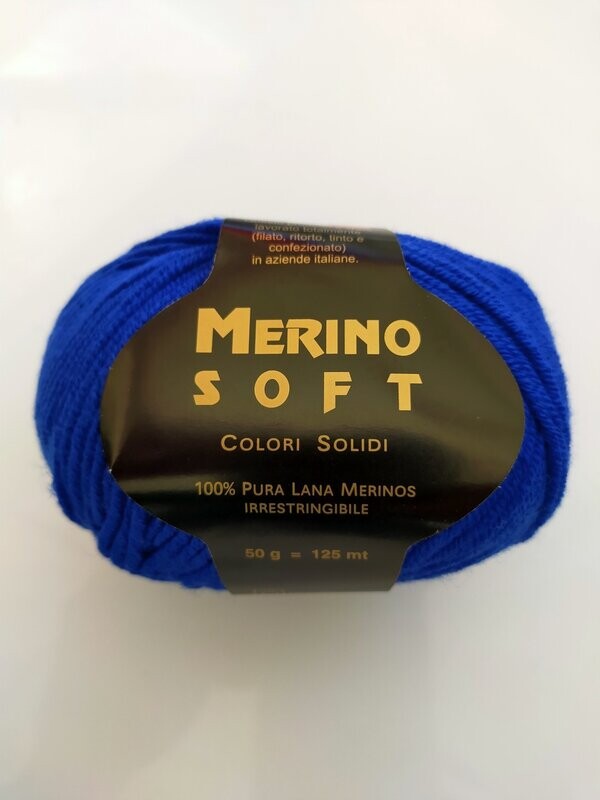 lavorato totalmente
(filato, ritorto, tinto e
confezionato)
in aziende italiane.
MERINO
SOFT
COLORI SOLIDI
100% PURA LANA MERINOS
IRRESTRINGIBILE
50 g = 125 mt